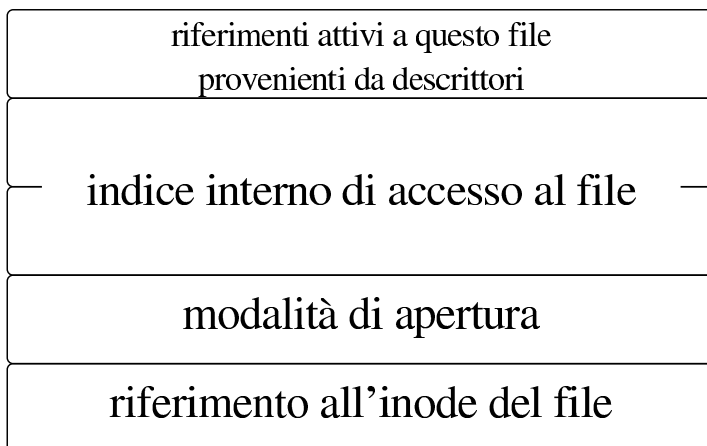 riferimenti attivi a questo file
provenienti da descrittori
indice interno di accesso al file
modalità di apertura
riferimento all’inode del file